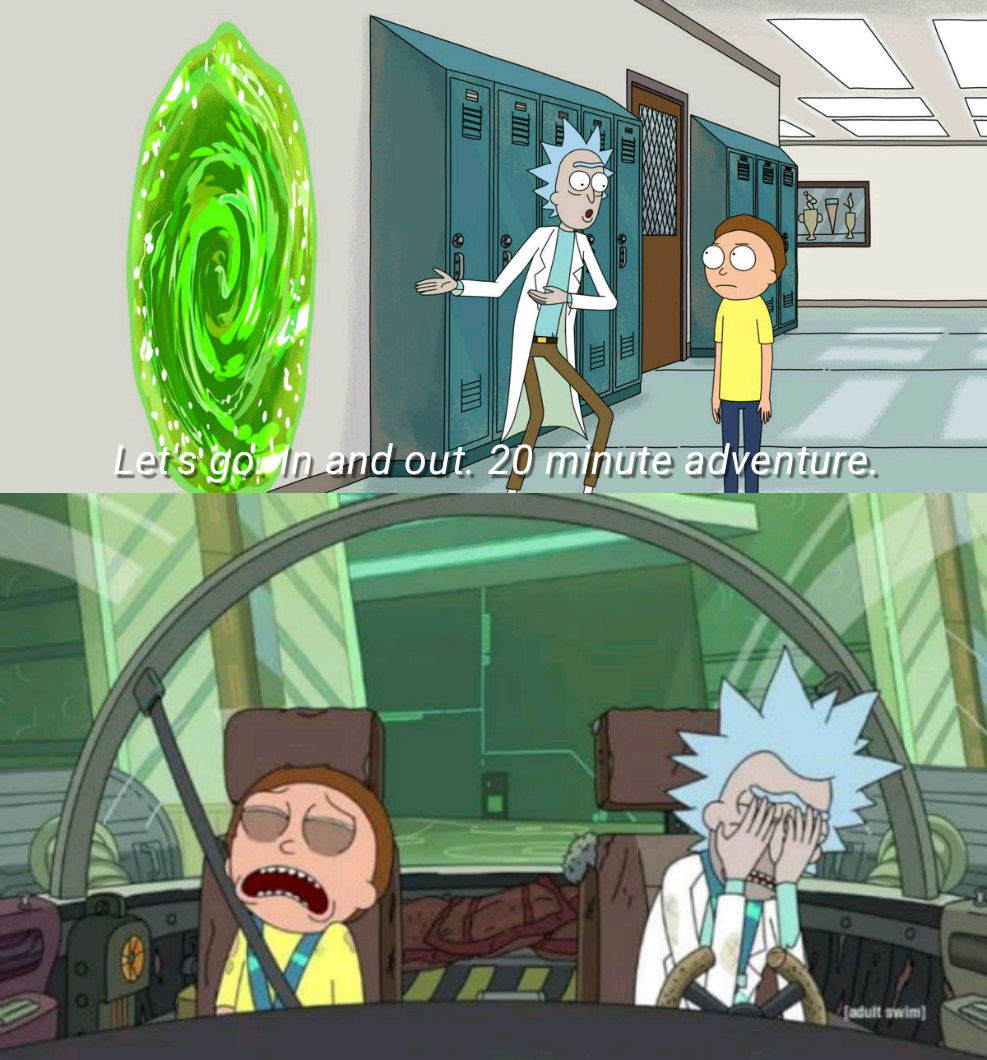 Let's go. In and out. 20 minute adventure.
[adult swim]